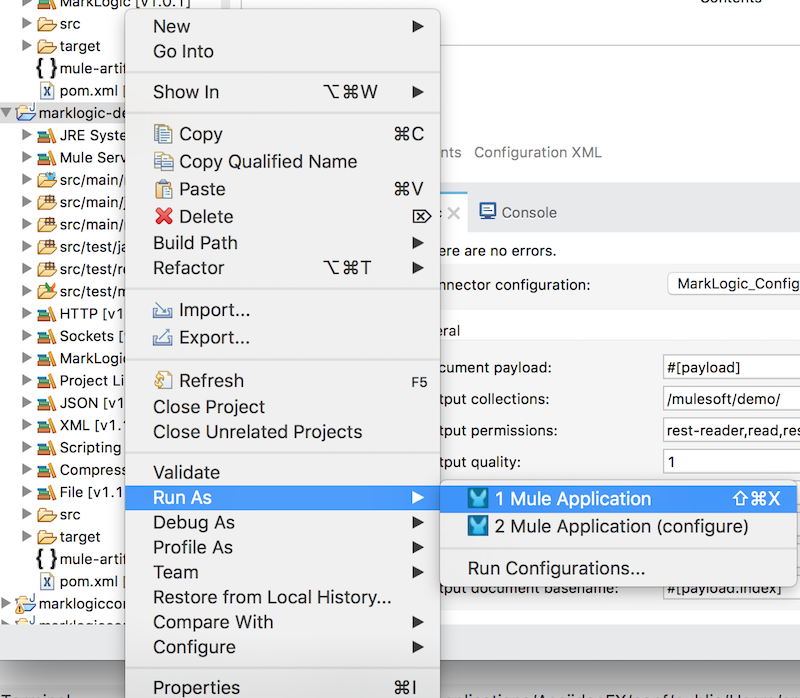 MarkLogic [v1.0.1]
src
target
mule-artif
pom.xml [
marklogic-de
JRE Syste
Mule Serv
src/main/
src/main/
src/main/
src/test/ja
src/test/re
src/test/m
HTTP [v1
Sockets [
MarkLogic
Project Li
JSON [v1
XML [v1.
Scripting
Compress
File [v1.1
src
target
mule-artif
pom.xml [
marklogiccon
New
Go Into
Show In ⌥⌘W
Copy ⌘C
Copy Qualified Name
Paste ⌘V
Delete ⌦
Build Path
Refactor ⌥⌘T
Import...
Export...
Refresh F5
Close Project
Close Unrelated Projects
Validate
Run As
Debug As
Profile As
Team
Restore from Local History...
Compare With
Configure
Properties ⌘I
1 Mule Application ⇧⌘X
2 Mule Application (configure)
Run Configurations...
Contents
nts Configuration XML
Console
ere are no errors.
nnector configuration: MarkLogic_Config
eral
cument payload: #[payload]
tput collections: /mulesoft/demo/
tput permissions: rest-reader,read,res
tput quality: 1
tput document basename: #[payload.index]